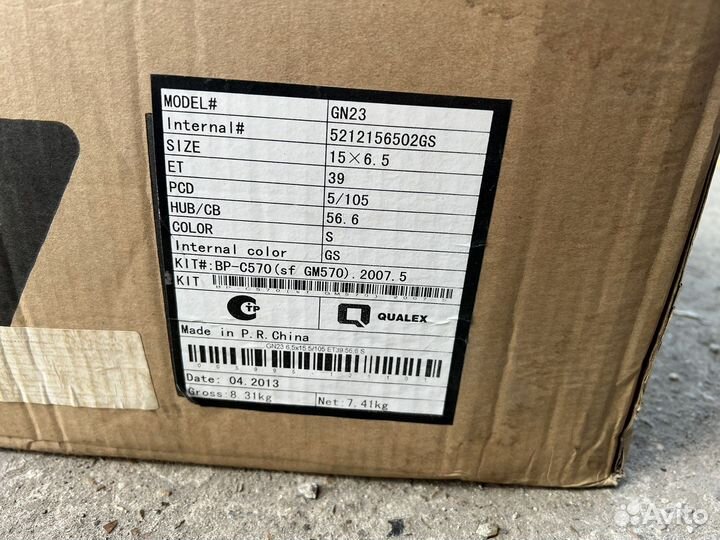 MODEL# GN23
Internal# 5212156502GS
SIZE 15×6.5
ET 39
PCD 5/105
HUB/CB 56.6
COLOR S
Internal color GS
KIT#:BP-C570(sf GM570).2007.5
KIT
TP QUALEX
Made in P.R.China
GN23 6.5x15 5/105 ET39 56.6 S
Date: 04.2013
Gross:8.31kg Net:7.41kg
Avito